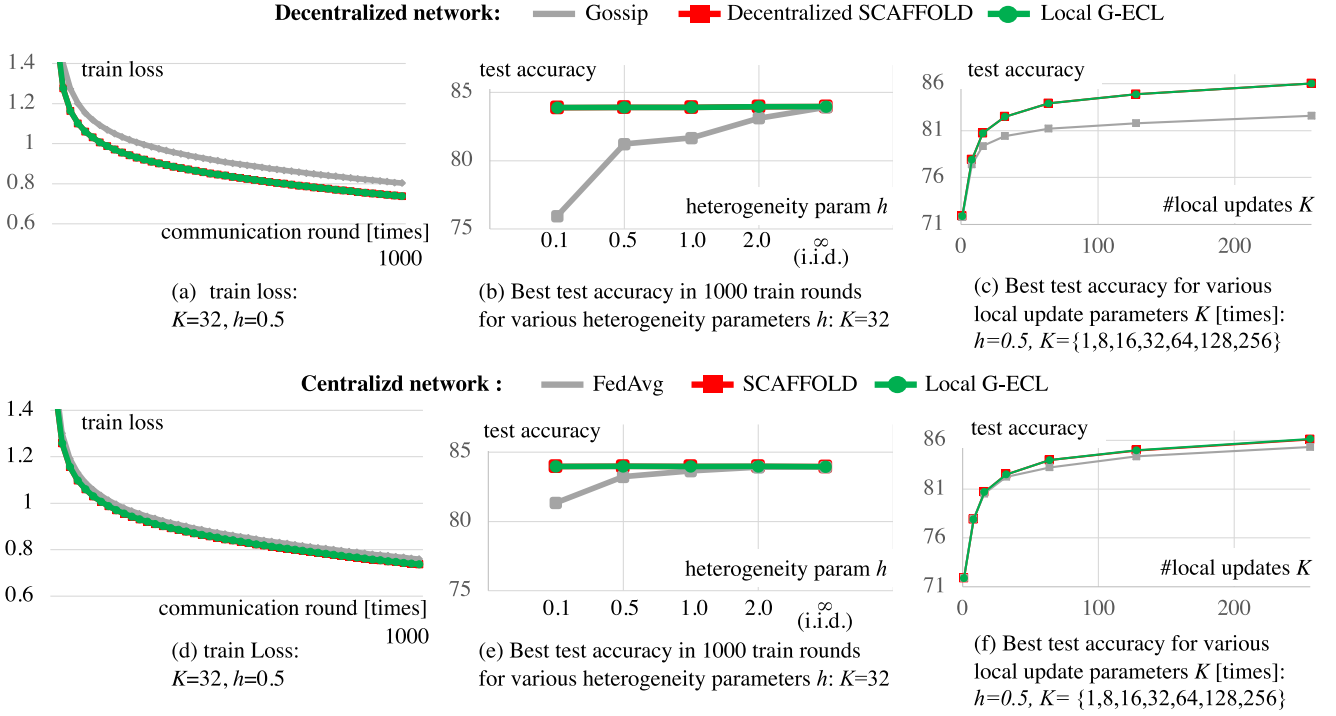 Decentralized network: Gossip Decentralized SCAFFOLD Local G-ECL
1.4
1.2
1
0.8
0.6
train loss
communication round [times]
1000
(a) train loss:
K=32, h=0.5
test accuracy
85
80
75
heterogeneity param h
0.1 0.5 1.0 2.0 ∞
(i.i.d.)
(b) Best test accuracy in 1000 train rounds
for various heterogeneity parameters h: K=32
test accuracy
86
81
76
71
#local updates K
0 100 200
(c) Best test accuracy for various
local update parameters K [times]:
h=0.5, K={1,8,16,32,64,128,256}
Centralizd network : FedAvg SCAFFOLD Local G-ECL
1.4
1.2
1
0.8
0.6
train loss
communication round [times]
1000
(d) train Loss:
K=32, h=0.5
test accuracy
85
80
75
heterogeneity param h
0.1 0.5 1.0 2.0 ∞
(i.i.d.)
(e) Best test accuracy in 1000 train rounds
for various heterogeneity parameters h: K=32
test accuracy
86
81
76
71
#local updates K
0 100 200
(f) Best test accuracy for various
local update parameters K [times]:
h=0.5, K= {1,8,16,32,64,128,256}